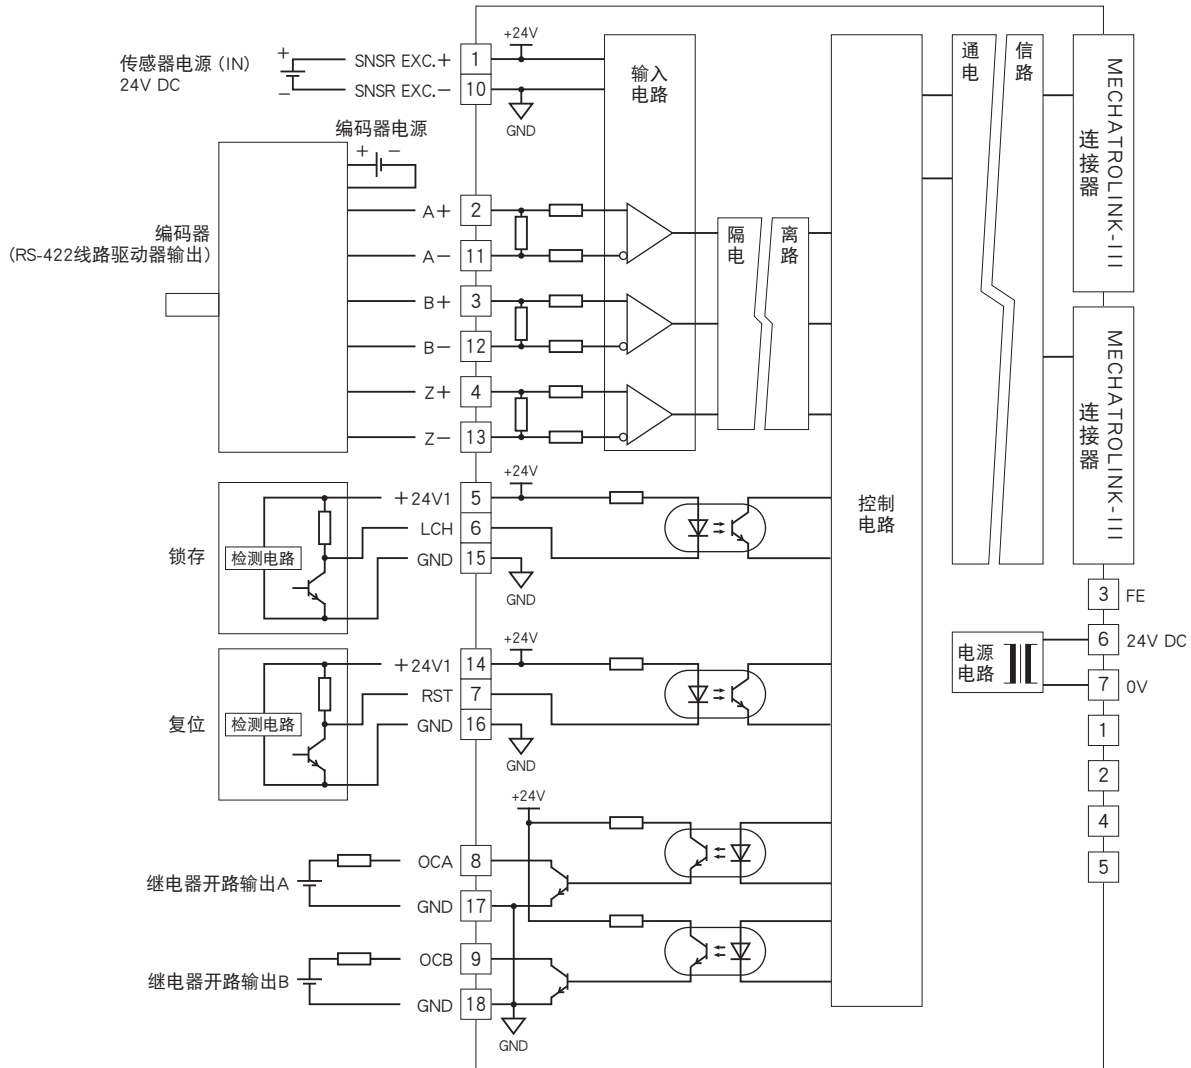 传感器电源 (IN)
24V DC
+
−
SNSR EXC.+ 1
SNSR EXC.− 10
+24V
GND
输入
电路
编码器电源
+ −
编码器
(RS-422线路驱动器输出)
A+ 2
A− 11
B+ 3
B− 12
Z+ 4
Z− 13
隔 离
电 路
控制
电路
通 信
电 路
MECHATROLINK-III
连接器
MECHATROLINK-III
连接器
锁存
检测电路
+24V1 5
LCH 6
GND 15
+24V
GND
复位
检测电路
+24V1 14
RST 7
GND 16
+24V
GND
+24V
继电器开路输出A
OCA 8
GND 17
继电器开路输出B
OCB 9
GND 18
GND
电源
电路
3 FE
6 24V DC
7 0V
1
2
4
5